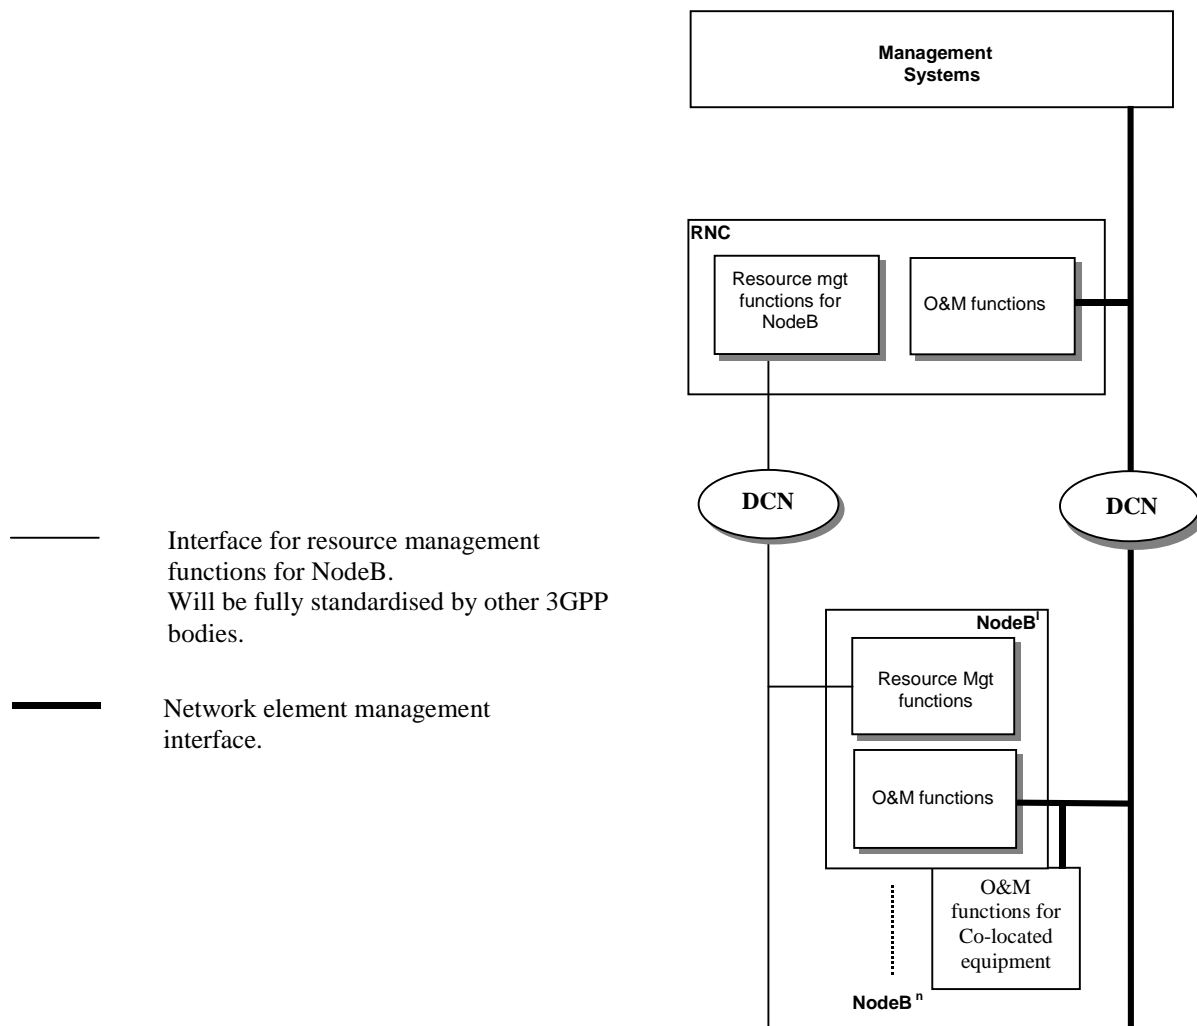 Management
Systems
RNC
Resource mgt
functions for
NodeB
O&M functions
DCN
DCN
Interface for resource management
functions for NodeB.
Will be fully standardised by other 3GPP
bodies.
Network element management
interface.
NodeB^l
Resource Mgt
functions
O&M functions
O&M
functions for
Co-located
equipment
NodeB^n